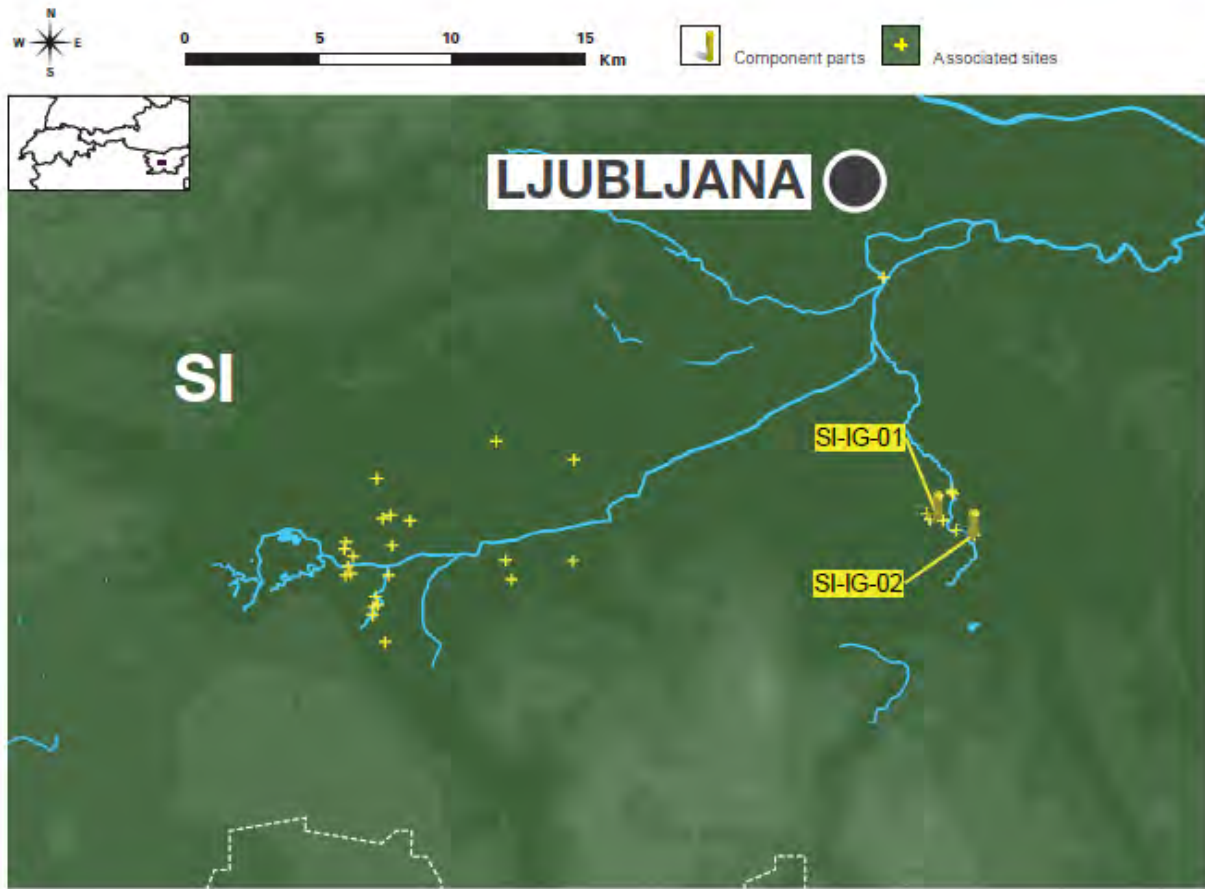 N
W E
S
0 5 10 15
Km
Component parts
Associated sites
LJUBLJANA
SI
SI-IG-01
SI-IG-02